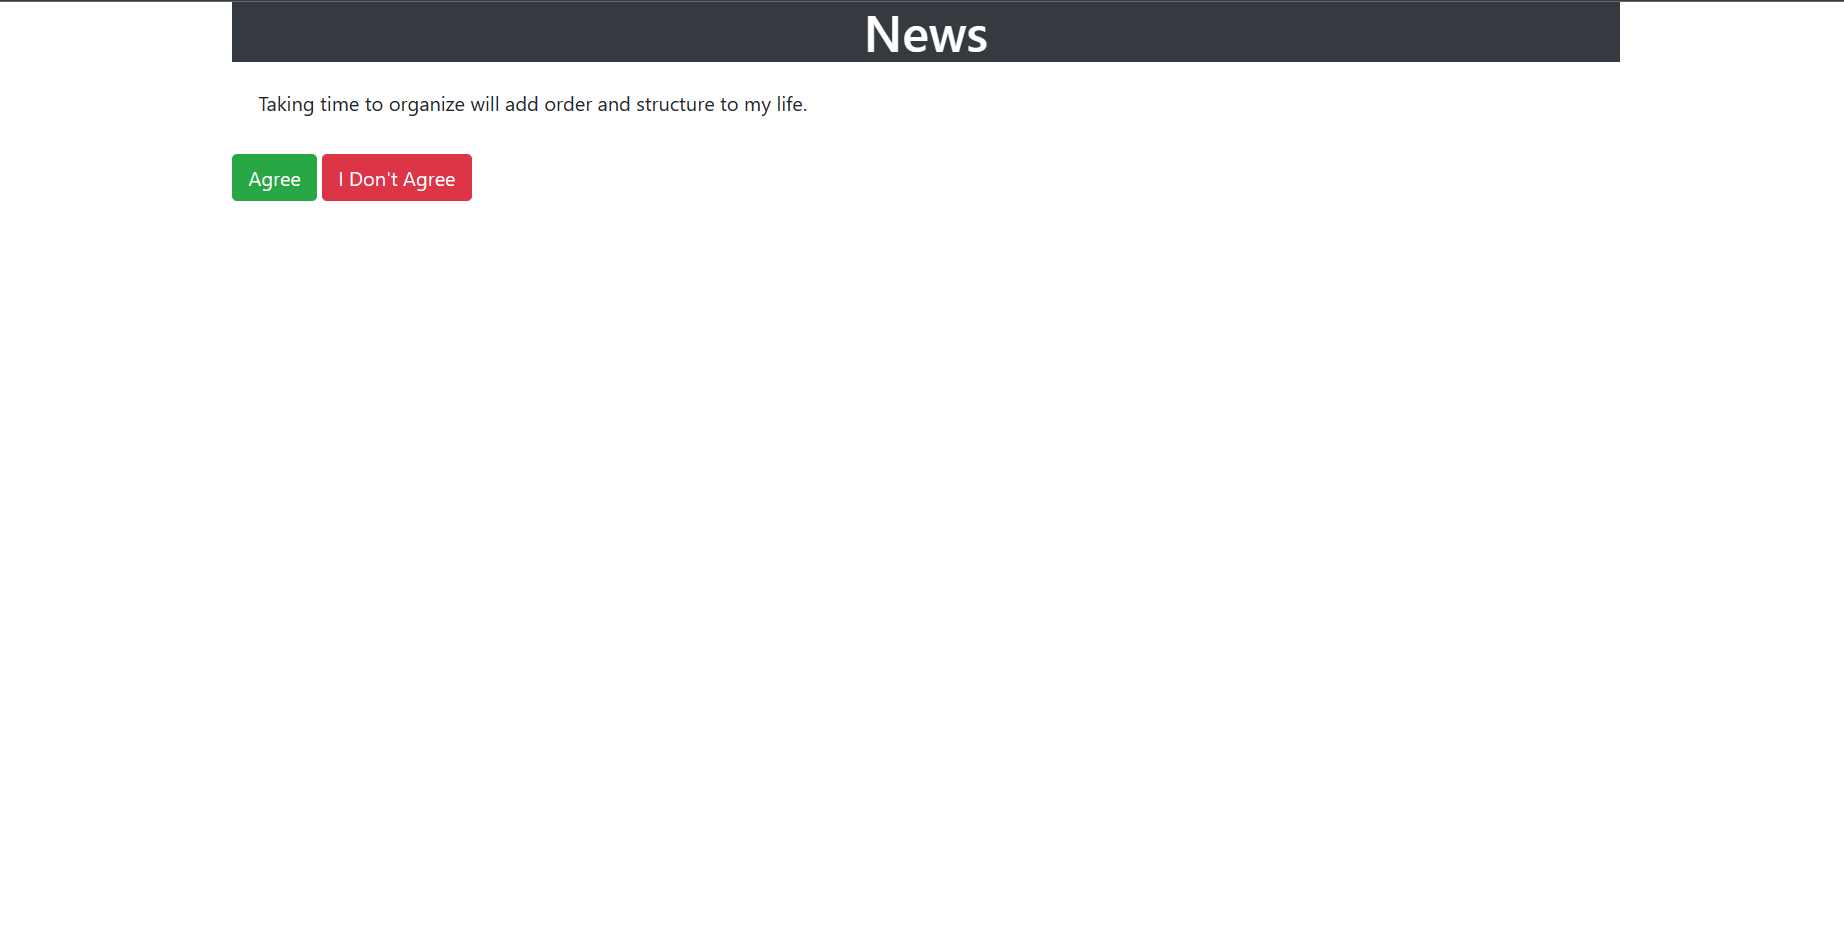 News
Taking time to organize will add order and structure to my life.
Agree I Don't Agree